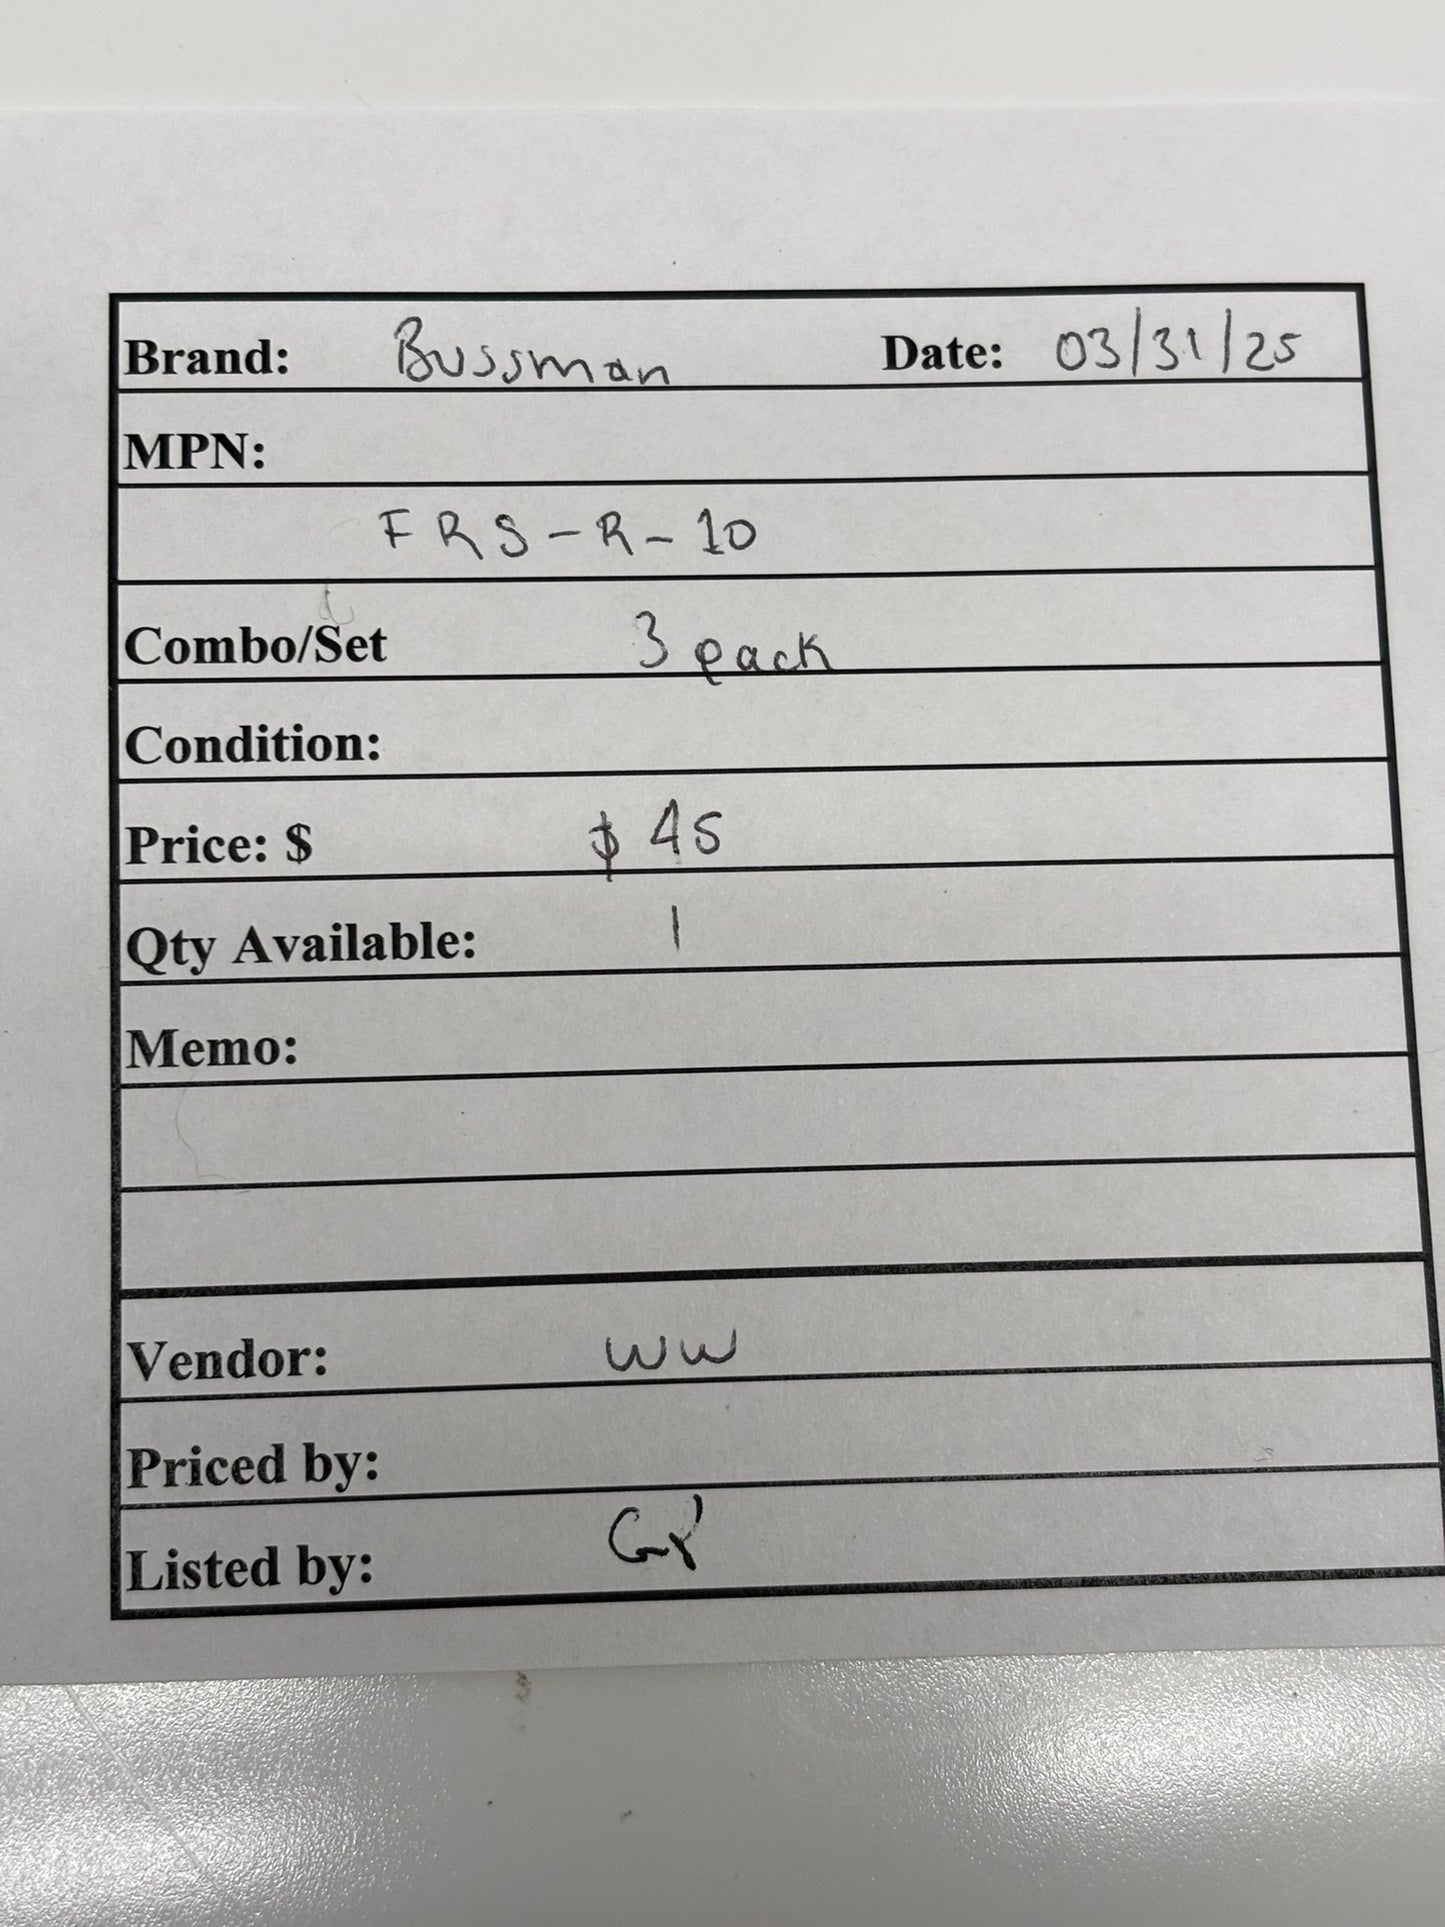 Brand: Bussman Date: 03/31/25
MPN:
FRS-R-10
Combo/Set 3 pack
Condition:
Price: $ $ 45
Qty Available: 1
Memo:
Vendor: WW
Priced by:
Listed by: